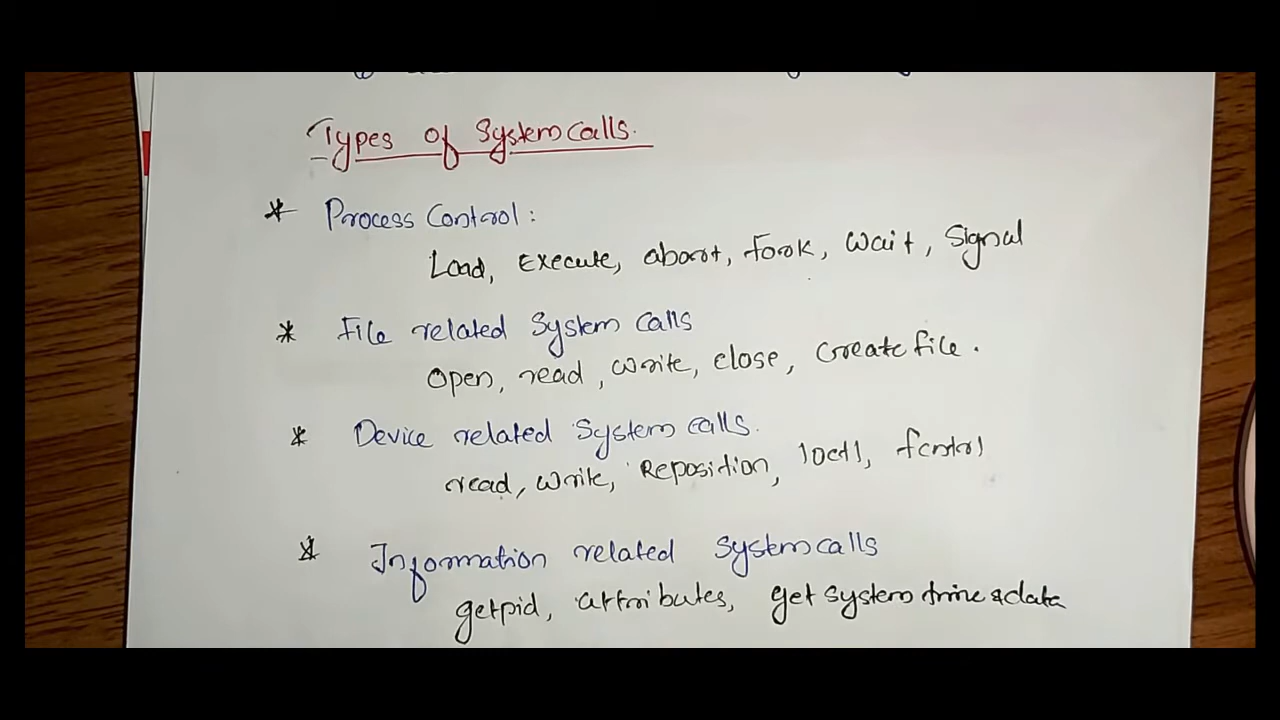 Types of System calls.
* Process Control :
Load, Execute, abort, fork, wait, Signal
* File related System calls
Open, read, write, close, create file.
* Device related System calls.
read, write, Reposition, ioctl, fcntrl
* Information related System calls
getpid, attributes, get system time & data